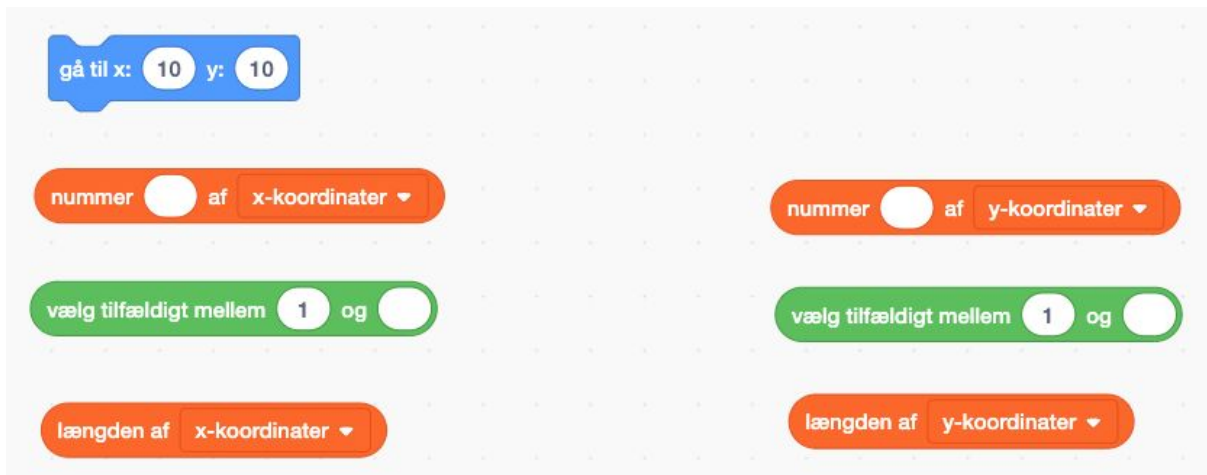 gå til x: 10 y: 10
nummer af x-koordinater
nummer af y-koordinater
vælg tilfældigt mellem 1 og
vælg tilfældigt mellem 1 og
længden af x-koordinater
længden af y-koordinater